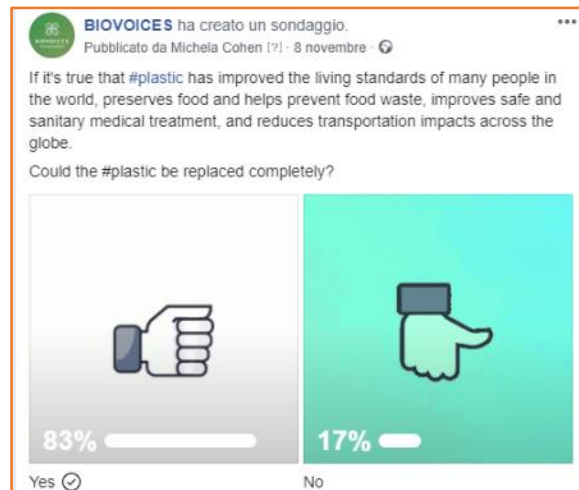 BIOVOICES ha creato un sondaggio.
Pubblicato da Michela Cohen [?] · 8 novembre ·
If it's true that #plastic has improved the living standards of many people in
the world, preserves food and helps prevent food waste, improves safe and
sanitary medical treatment, and reduces transportation impacts across the
globe.
Could the #plastic be replaced completely?
83%
17%
Yes
No